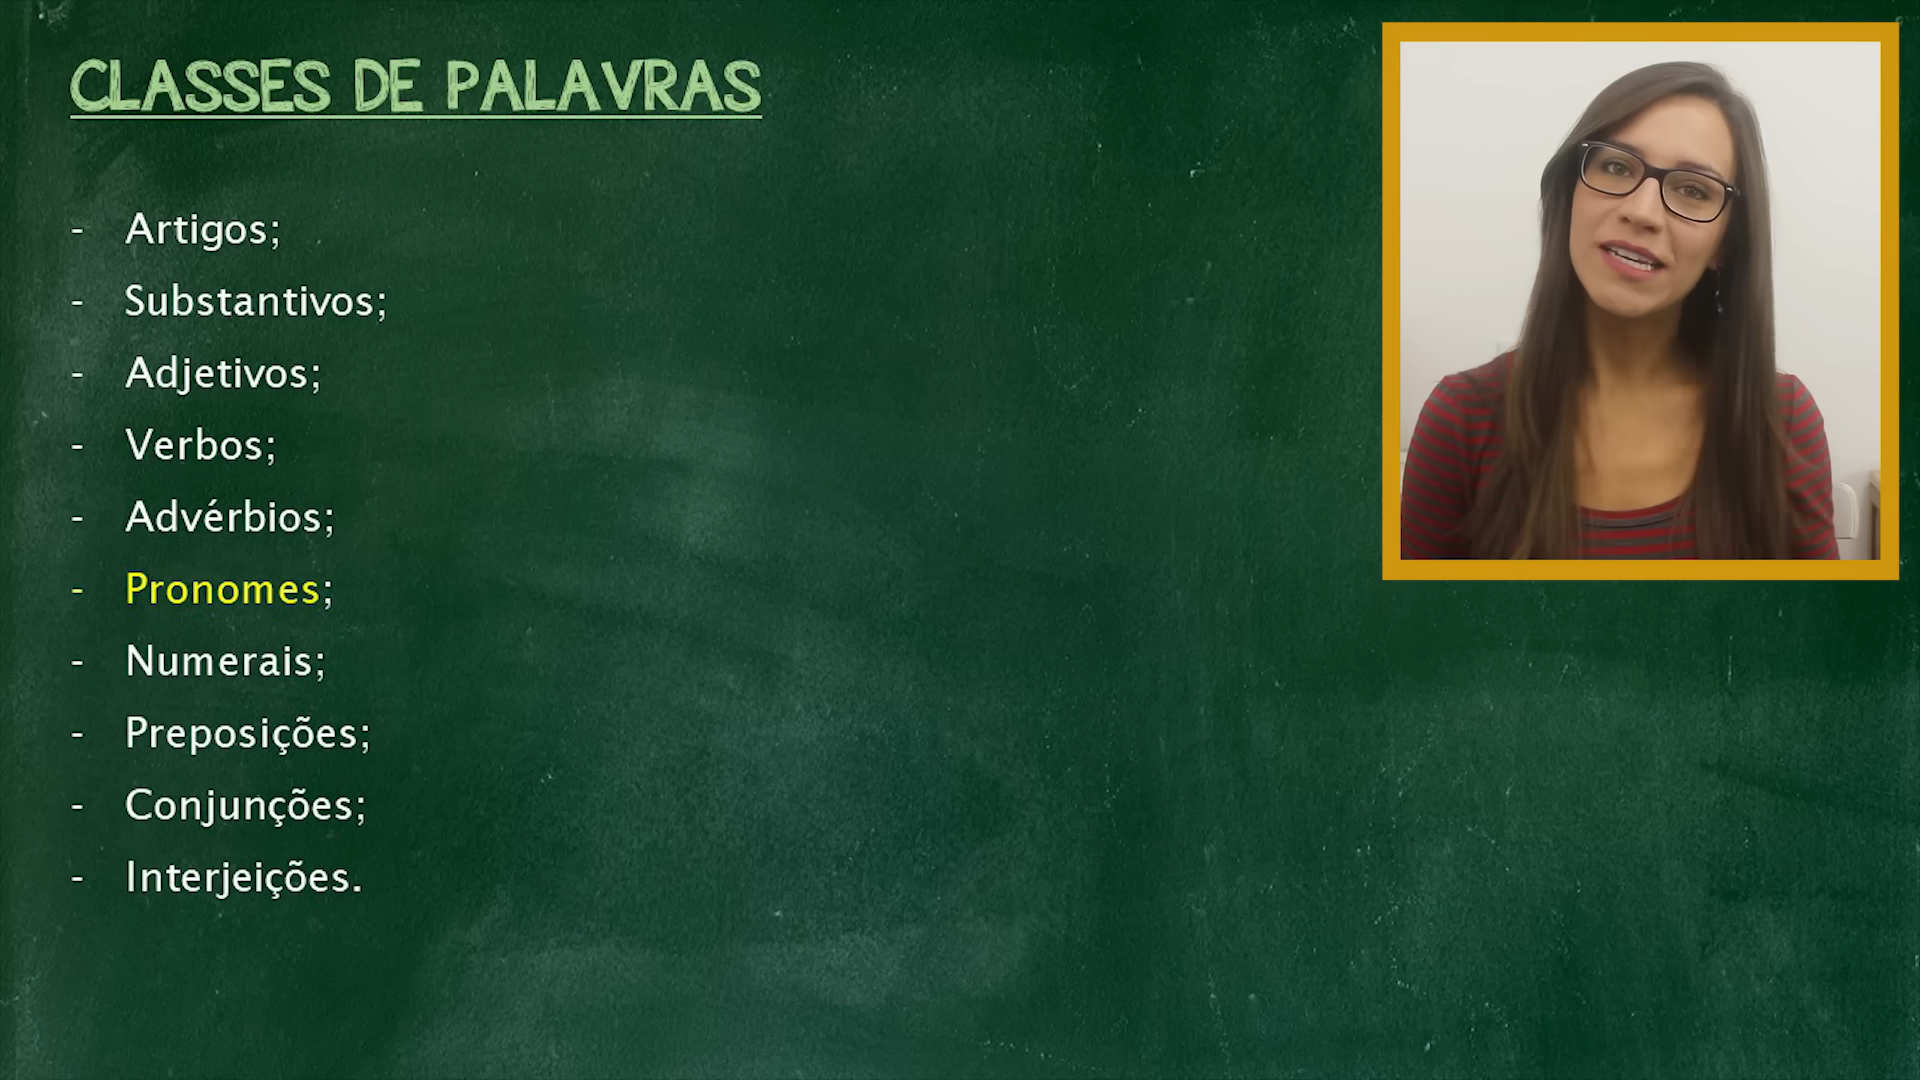 CLASSES DE PALAVRAS
- Artigos;
- Substantivos;
- Adjetivos;
- Verbos;
- Advérbios;
- Pronomes;
- Numerais;
- Preposições;
- Conjunções;
- Interjeições.